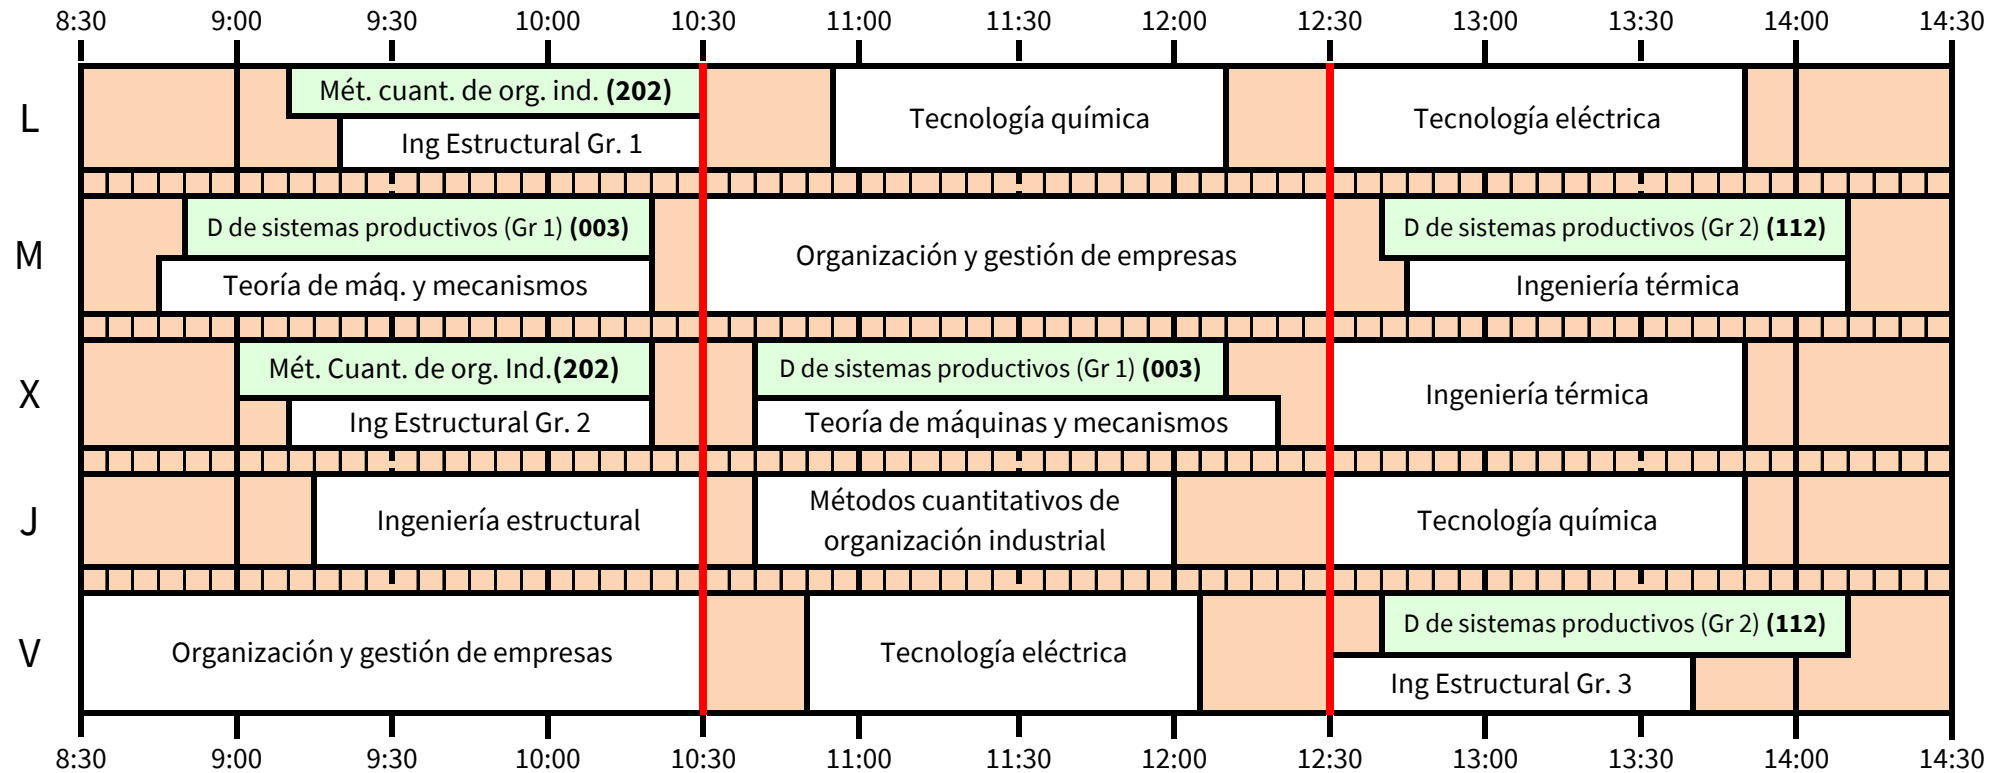 8:30 9:00 9:30 10:00 10:30 11:00 11:30 12:00 12:30 13:00 13:30 14:00 14:30
L
Mét. cuant. de org. ind. (202)
Ing Estructural Gr. 1
Tecnología química
Tecnología eléctrica
M
D de sistemas productivos (Gr 1) (003)
Teoría de máq. y mecanismos
Organización y gestión de empresas
D de sistemas productivos (Gr 2) (112)
Ingeniería térmica
X
Mét. Cuant. de org. Ind.(202)
Ing Estructural Gr. 2
D de sistemas productivos (Gr 1) (003)
Teoría de máquinas y mecanismos
Ingeniería térmica
J
Ingeniería estructural
Métodos cuantitativos de
organización industrial
Tecnología química
V
Organización y gestión de empresas
Tecnología eléctrica
D de sistemas productivos (Gr 2) (112)
Ing Estructural Gr. 3
8:30 9:00 9:30 10:00 10:30 11:00 11:30 12:00 12:30 13:00 13:30 14:00 14:30